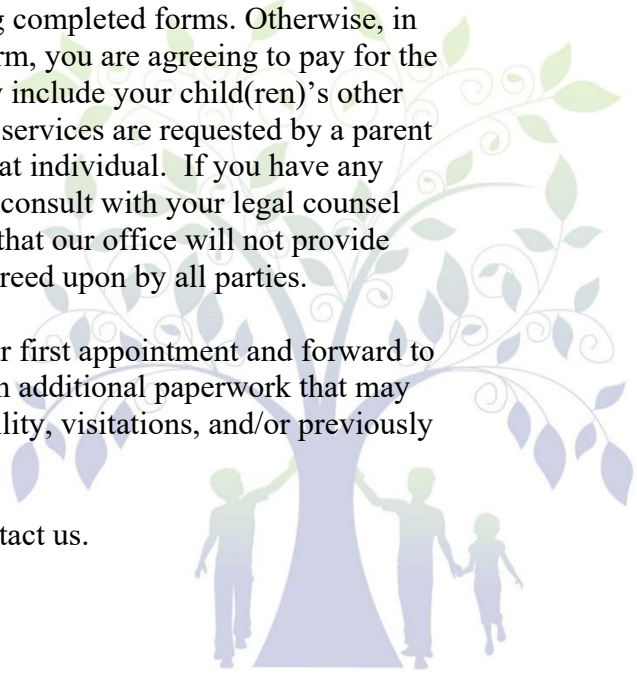 completed forms. Otherwise, in
rm, you are agreeing to pay for the
include your child(ren)’s other
services are requested by a parent
at individual.  If you have any
consult with your legal counsel
that our office will not provide
reed upon by all parties.
r first appointment and forward to
additional paperwork that may
lity, visitations, and/or previously
tact us.